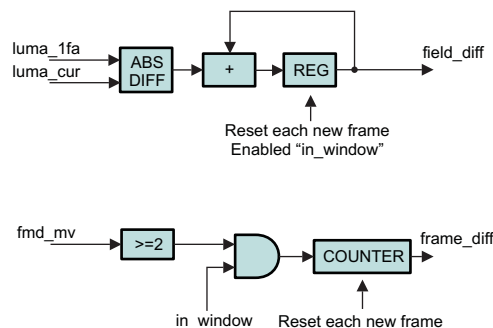 luma_1fa
luma_cur
ABS
DIFF
+
REG
field_diff
Reset each new frame
Enabled “in_window”
fmd_mv
>=2
in_window
COUNTER
frame_diff
Reset each new frame